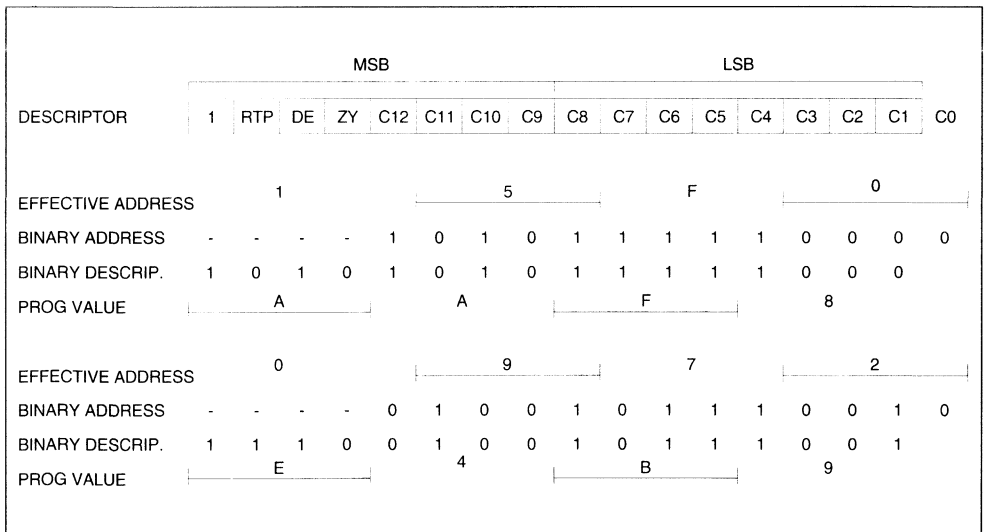 MSB LSB
DESCRIPTOR 1 RTP DE ZY C12 C11 C10 C9 C8 C7 C6 C5 C4 C3 C2 C1 C0
EFFECTIVE ADDRESS 1 5 F 0
BINARY ADDRESS - - - - 1 0 1 0 1 1 1 1 1 0 0 0 0
BINARY DESCRIP. 1 0 1 0 1 0 1 0 1 1 1 1 1 0 0 0
PROG VALUE A A F 8
EFFECTIVE ADDRESS 0 9 7 2
BINARY ADDRESS - - - - 0 1 0 0 1 0 1 1 1 0 0 1 0
BINARY DESCRIP. 1 1 1 0 0 1 0 0 1 0 1 1 1 0 0 1
PROG VALUE E 4 B 9